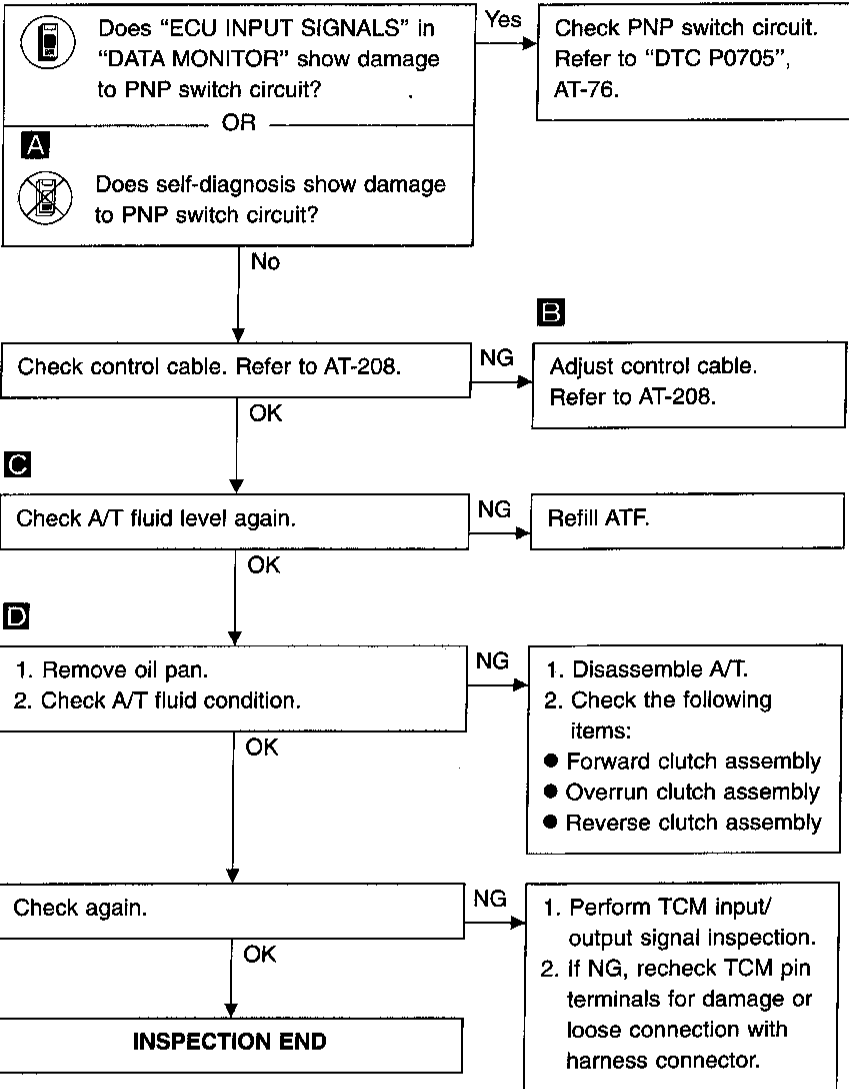 Does “ECU INPUT SIGNALS” in
“DATA MONITOR” show damage
to PNP switch circuit?
Yes
Check PNP switch circuit.
Refer to “DTC P0705”,
AT-76.
OR
A
Does self-diagnosis show damage
to PNP switch circuit?
No
Check control cable. Refer to AT-208.
NG
B
Adjust control cable.
Refer to AT-208.
OK
C
Check A/T fluid level again.
NG
Refill ATF.
OK
D
1. Remove oil pan.
2. Check A/T fluid condition.
NG
1. Disassemble A/T.
2. Check the following
items:
● Forward clutch assembly
● Overrun clutch assembly
● Reverse clutch assembly
OK
Check again.
NG
1. Perform TCM input/
output signal inspection.
2. If NG, recheck TCM pin
terminals for damage or
loose connection with
harness connector.
OK
INSPECTION END